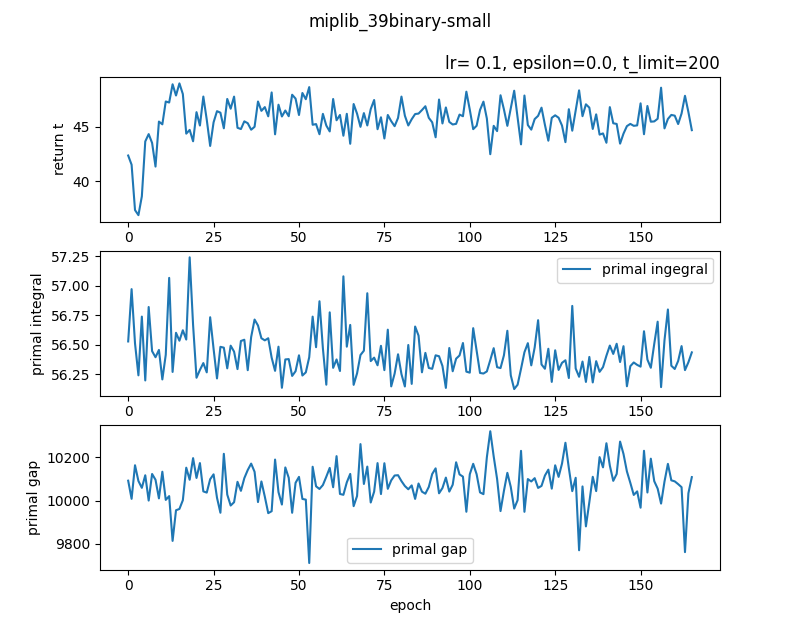 miplib_39binary-small
lr= 0.1, epsilon=0.0, t_limit=200
return t
45
40
0 25 50 75 100 125 150
primal integral
57.25
57.00
56.75
56.50
56.25
primal ingegral
0 25 50 75 100 125 150
primal gap
10200
10000
9800
primal gap
0 25 50 75 100 125 150
epoch